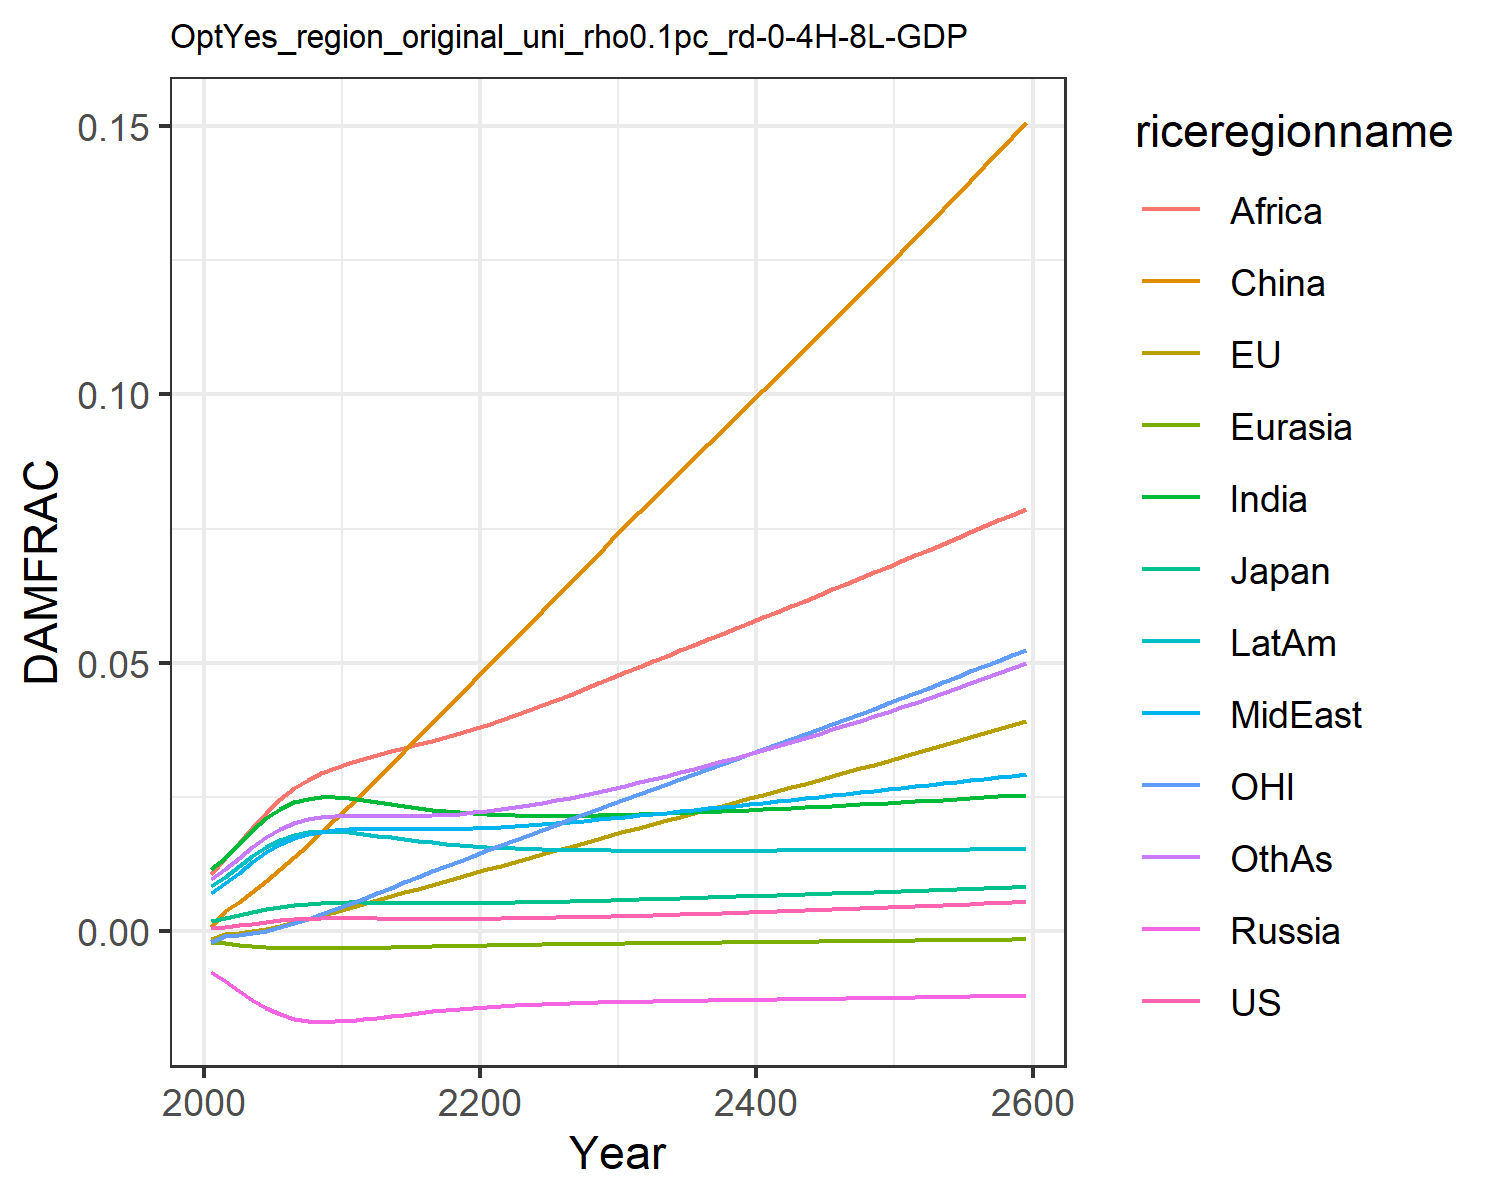 OptYes_region_original_uni_rho0.1pc_rd-0-4H-8L-GDP
0.15
0.10
0.05
0.00
DAMFRAC
2000 2200 2400 2600
Year
riceregionname
Africa
China
EU
Eurasia
India
Japan
LatAm
MidEast
OHI
OthAs
Russia
US